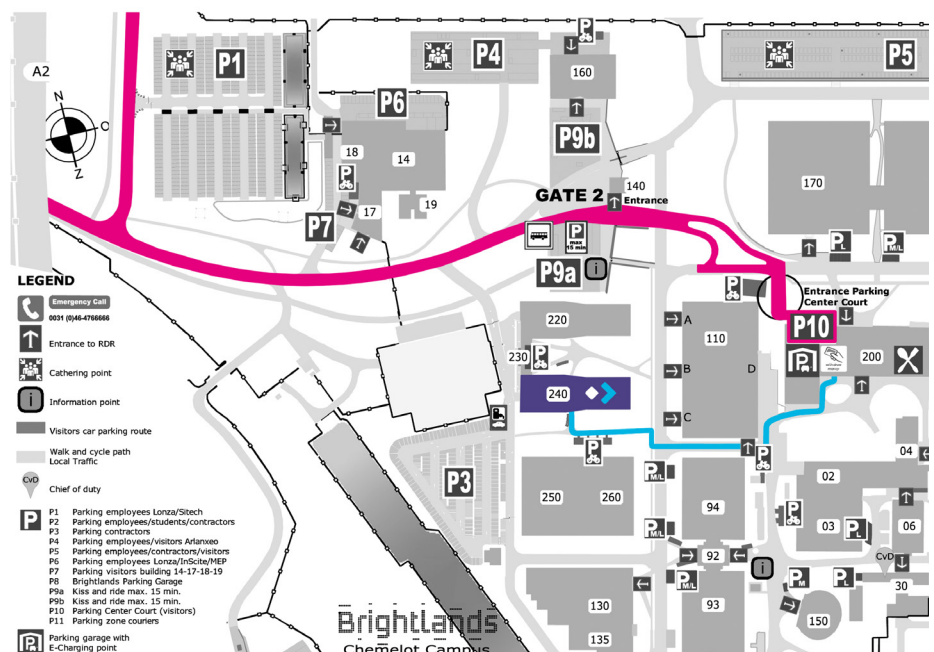 A2
N
O
Z
P1
P4
160
P5
P6
18
14
P
P9b
17
19
P7
GATE 2
140
Entrance
170
P
max
15 min
P9a
i
P L
P M/L
LEGEND
Emergency Call
0031 (0)46-4766666
Entrance to RDR
Cathering point
i
Information point
Visitors car parking route
Walk and cycle path
Local Traffic
CvD
Chief of duty
P
P1 Parking employees Lonza/Sitech
P2 Parking employees/students/contractors
P3 Parking contractors
P4 Parking employees/visitors Arlanxeo
P5 Parking employees/contractors/visitors
P6 Parking employees Lonza/InScite/MEP
P7 Parking visitors building 14-17-18-19
P8 Brightlands Parking Garage
P9a Kiss and ride max. 15 min.
P9b Kiss and ride max. 15 min.
P10 Parking Center Court (visitors)
P11 Parking zone couriers
Parking garage with
E-Charging point
Entrance Parking
Center Court
P10
220
A
110
B
C
D
200
230
P
240
04
P3
250
260
P M/L
94
02
03
P L
06
P M/L
92
i
CvD
30
130
P M/L
93
P M
P L
150
135
Brightlands
Chemelot Campus